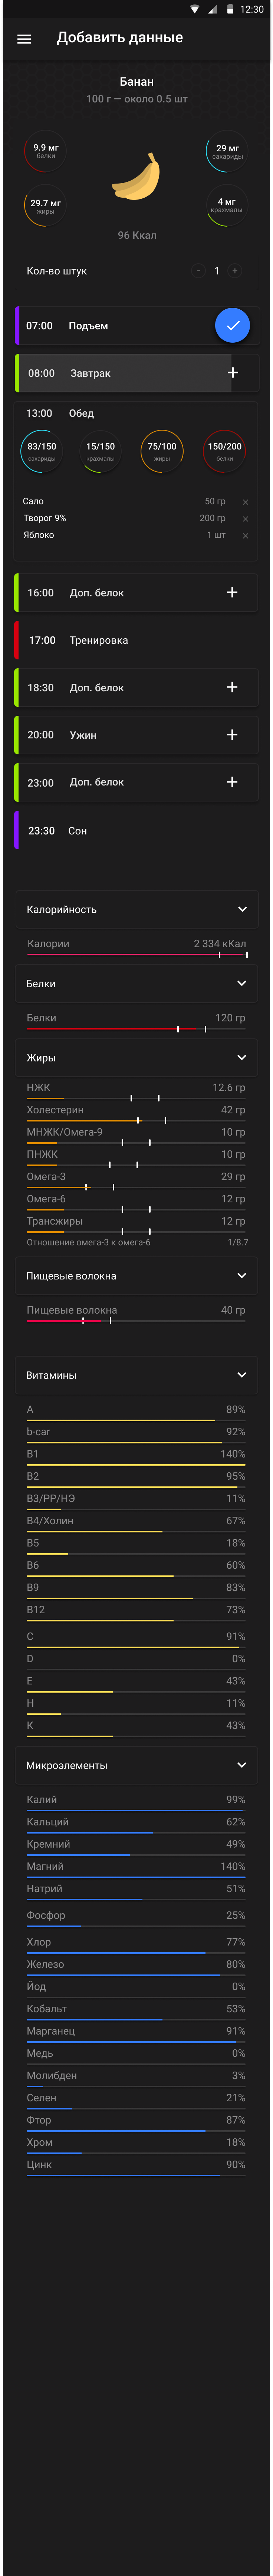 12:30
Добавить данные
Банан
100 г — около 0.5 шт
9.9 мг
белки
29 мг
сахариды
29.7 мг
жиры
4 мг
крахмалы
96 Ккал
Кол-во штук - 1 +
07:00 Подъем
08:00 Завтрак +
13:00 Обед
83/150
сахариды
15/150
крахмалы
75/100
жиры
150/200
белки
Сало 50 гр ×
Творог 9% 200 гр ×
Яблоко 1 шт ×
16:00 Доп. белок +
17:00 Тренировка
18:30 Доп. белок +
20:00 Ужин +
23:00 Доп. белок +
23:30 Сон
Калорийность
Калории 2 334 кКал
Белки
Белки 120 гр
Жиры
НЖК 12.6 гр
Холестерин 42 гр
МНЖК/Омега-9 10 гр
ПНЖК 10 гр
Омега-3 29 гр
Омега-6 12 гр
Трансжиры 12 гр
Отношение омега-3 к омега-6 1/8.7
Пищевые волокна
Пищевые волокна 40 гр
Витамины
A 89%
b-car 92%
B1 140%
B2 95%
B3/PP/НЭ 11%
B4/Холин 67%
B5 18%
B6 60%
B9 83%
B12 73%
C 91%
D 0%
E 43%
H 11%
K 43%
Микроэлементы
Калий 99%
Кальций 62%
Кремний 49%
Магний 140%
Натрий 51%
Фосфор 25%
Хлор 77%
Железо 80%
Йод 0%
Кобальт 53%
Марганец 91%
Медь 0%
Молибден 3%
Селен 21%
Фтор 87%
Хром 18%
Цинк 90%